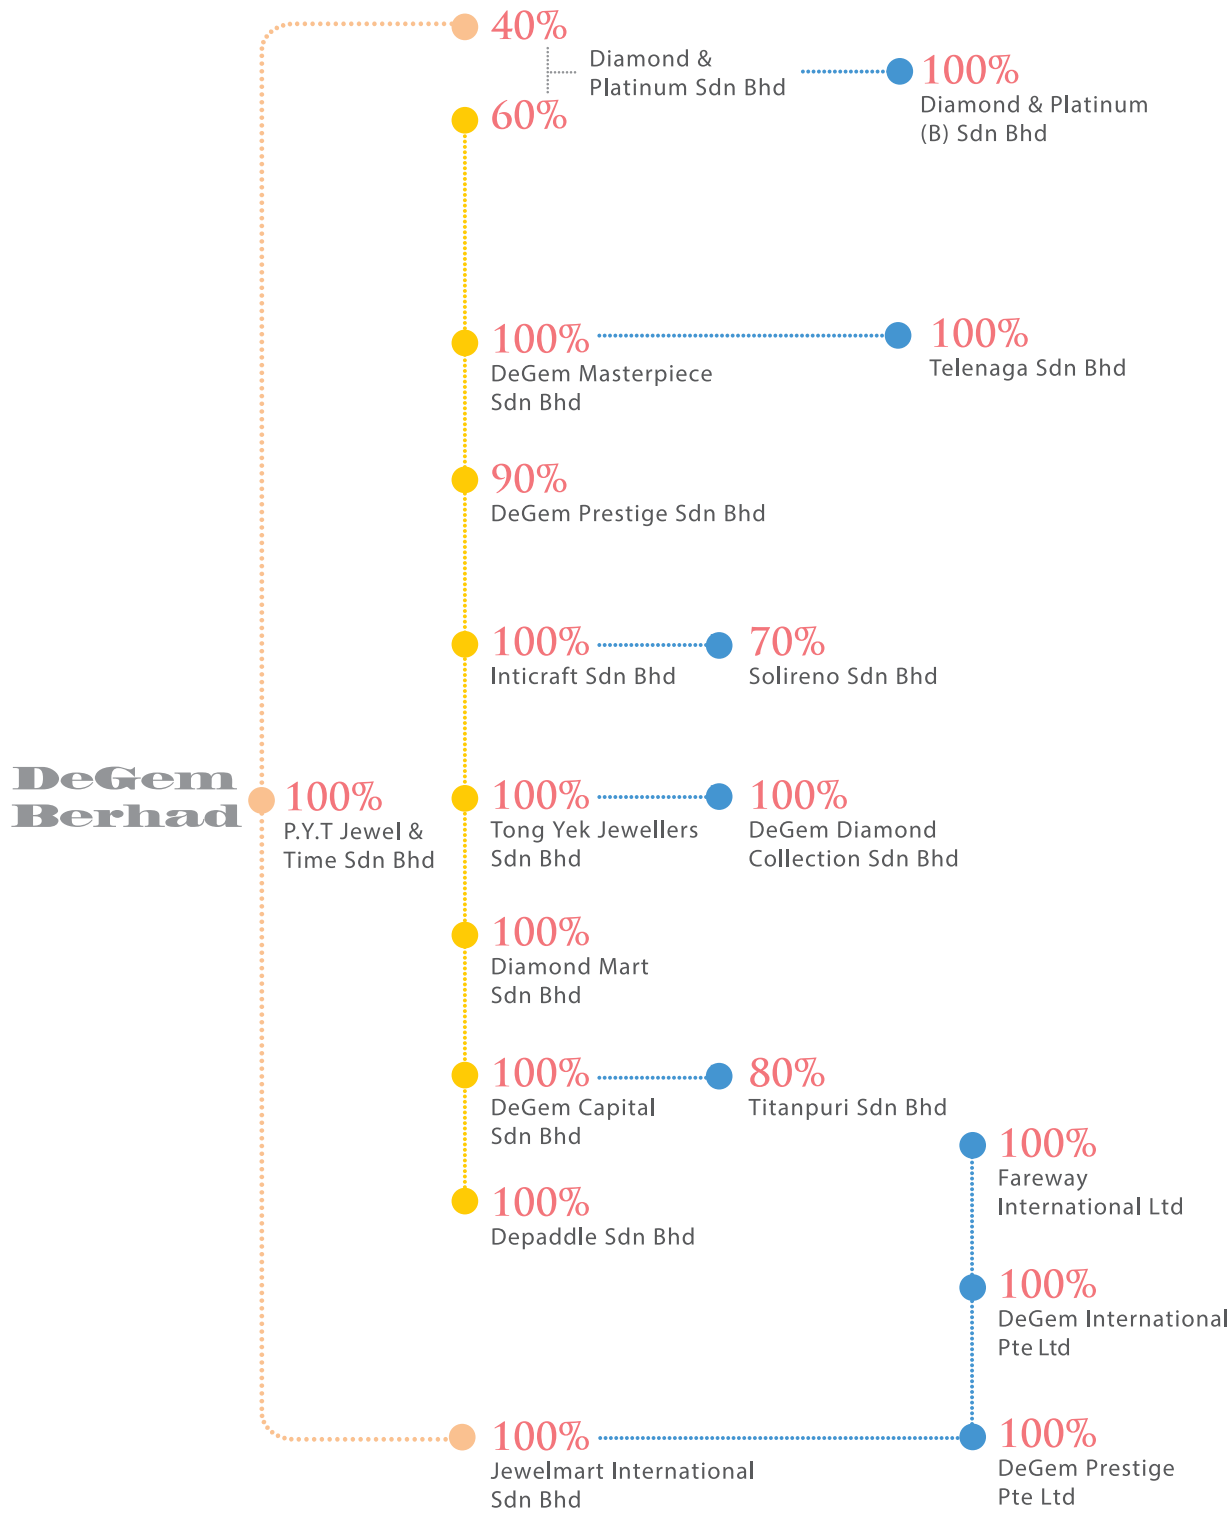 40%
Diamond &
Platinum Sdn Bhd
100%
Diamond & Platinum
(B) Sdn Bhd
60%
100%
DeGem Masterpiece
Sdn Bhd
100%
Telenaga Sdn Bhd
90%
DeGem Prestige Sdn Bhd
100%
Inticraft Sdn Bhd
70%
Solireno Sdn Bhd
DeGem
Berhad
100%
P.Y.T Jewel &
Time Sdn Bhd
100%
Tong Yek Jewellers
Sdn Bhd
100%
DeGem Diamond
Collection Sdn Bhd
100%
Diamond Mart
Sdn Bhd
100%
DeGem Capital
Sdn Bhd
80%
Titanpuri Sdn Bhd
100%
Depaddle Sdn Bhd
100%
Fareway
International Ltd
100%
DeGem International
Pte Ltd
100%
Jewelmart International
Sdn Bhd
100%
DeGem Prestige
Pte Ltd